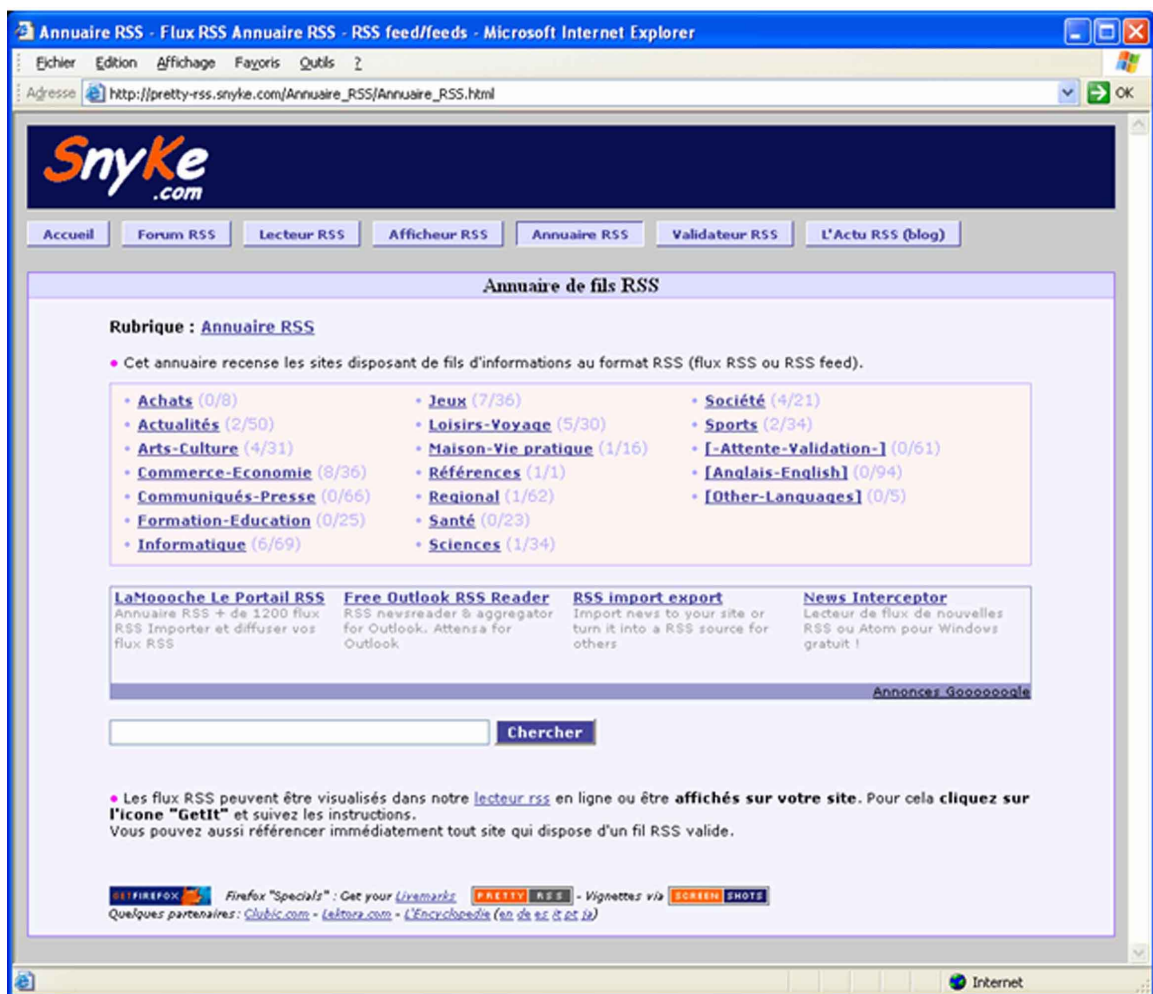 Annuaire RSS - Flux RSS Annuaire RSS - RSS feed/feeds - Microsoft Internet Explorer
Fichier Edition Affichage Favoris Outils ?
Adresse http://pretty-rss.snyke.com/Annuaire_RSS/Annuaire_RSS.html OK
SnyKe
.com
Accueil Forum RSS Lecteur RSS Afficheur RSS Annuaire RSS Validateur RSS L'Actu RSS (blog)
Annuaire de fils RSS
Rubrique : Annuaire RSS
• Cet annuaire recense les sites disposant de fils d'informations au format RSS (flux RSS ou RSS feed).
• Achats (0/8)
• Actualités (2/50)
• Arts-Culture (4/31)
• Commerce-Economie (8/36)
• Communiqués-Presse (0/66)
• Formation-Education (0/25)
• Informatique (6/69)
• Jeux (7/36)
• Loisirs-Voyage (5/30)
• Maison-Vie pratique (1/16)
• Références (1/1)
• Regional (1/62)
• Santé (0/23)
• Sciences (1/34)
• Société (4/21)
• Sports (2/34)
• [-Attente-Validation-] (0/61)
• [Anglais-English] (0/94)
• [Other-Languages] (0/5)
LaMoooche Le Portail RSS
Annuaire RSS + de 1200 flux
RSS Importer et diffuser vos
flux RSS
Free Outlook RSS Reader
RSS newsreader & aggregator
for Outlook. Attensa for
Outlook
RSS import export
Import news to your site or
turn it into a RSS source for
others
News Interceptor
Lecteur de flux de nouvelles
RSS ou Atom pour Windows
gratuit !
Annonces Goooooogle
Chercher
• Les flux RSS peuvent être visualisés dans notre lecteur rss en ligne ou être affichés sur votre site. Pour cela cliquez sur
l'icone "GetIt" et suivez les instructions.
Vous pouvez aussi référencer immédiatement tout site qui dispose d'un fil RSS valide.
GETFIREFOX Firefox "Specials" : Get your Livemarks PRETTY RSS - Vignettes via SCREEN SHOTS
Quelques partenaires : Clubic.com - Lektora.com - L'Encyclopedie (en de es it pt ja)
Internet